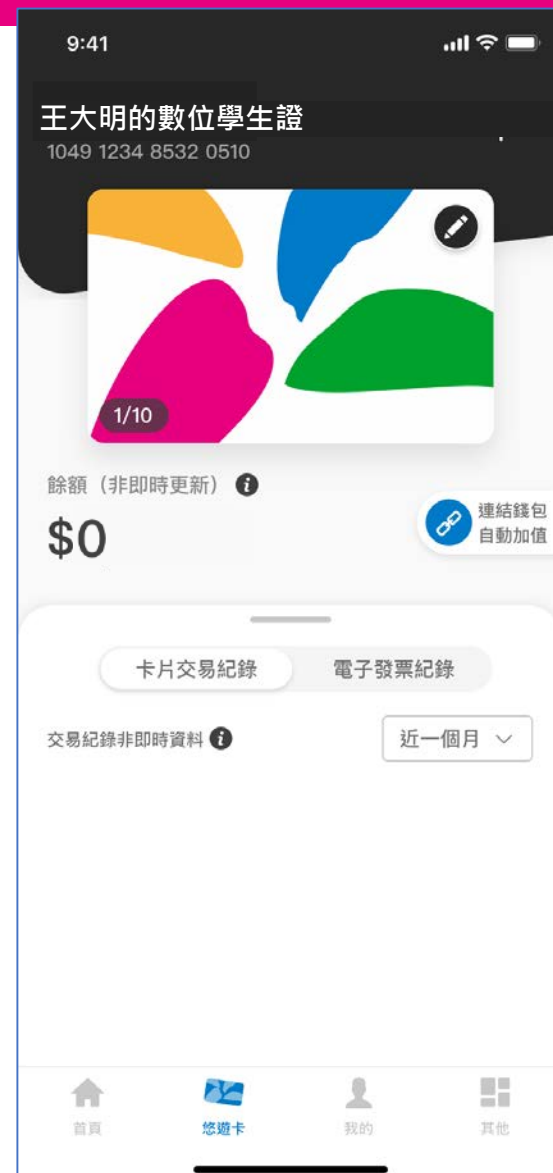 9:41
王大明的數位學生證
1049 1234 8532 0510
1/10
餘額（非即時更新）
$0
連結錢包
自動加值
卡片交易紀錄
電子發票紀錄
交易紀錄非即時資料
近一個月
首頁
悠遊卡
我的
其他